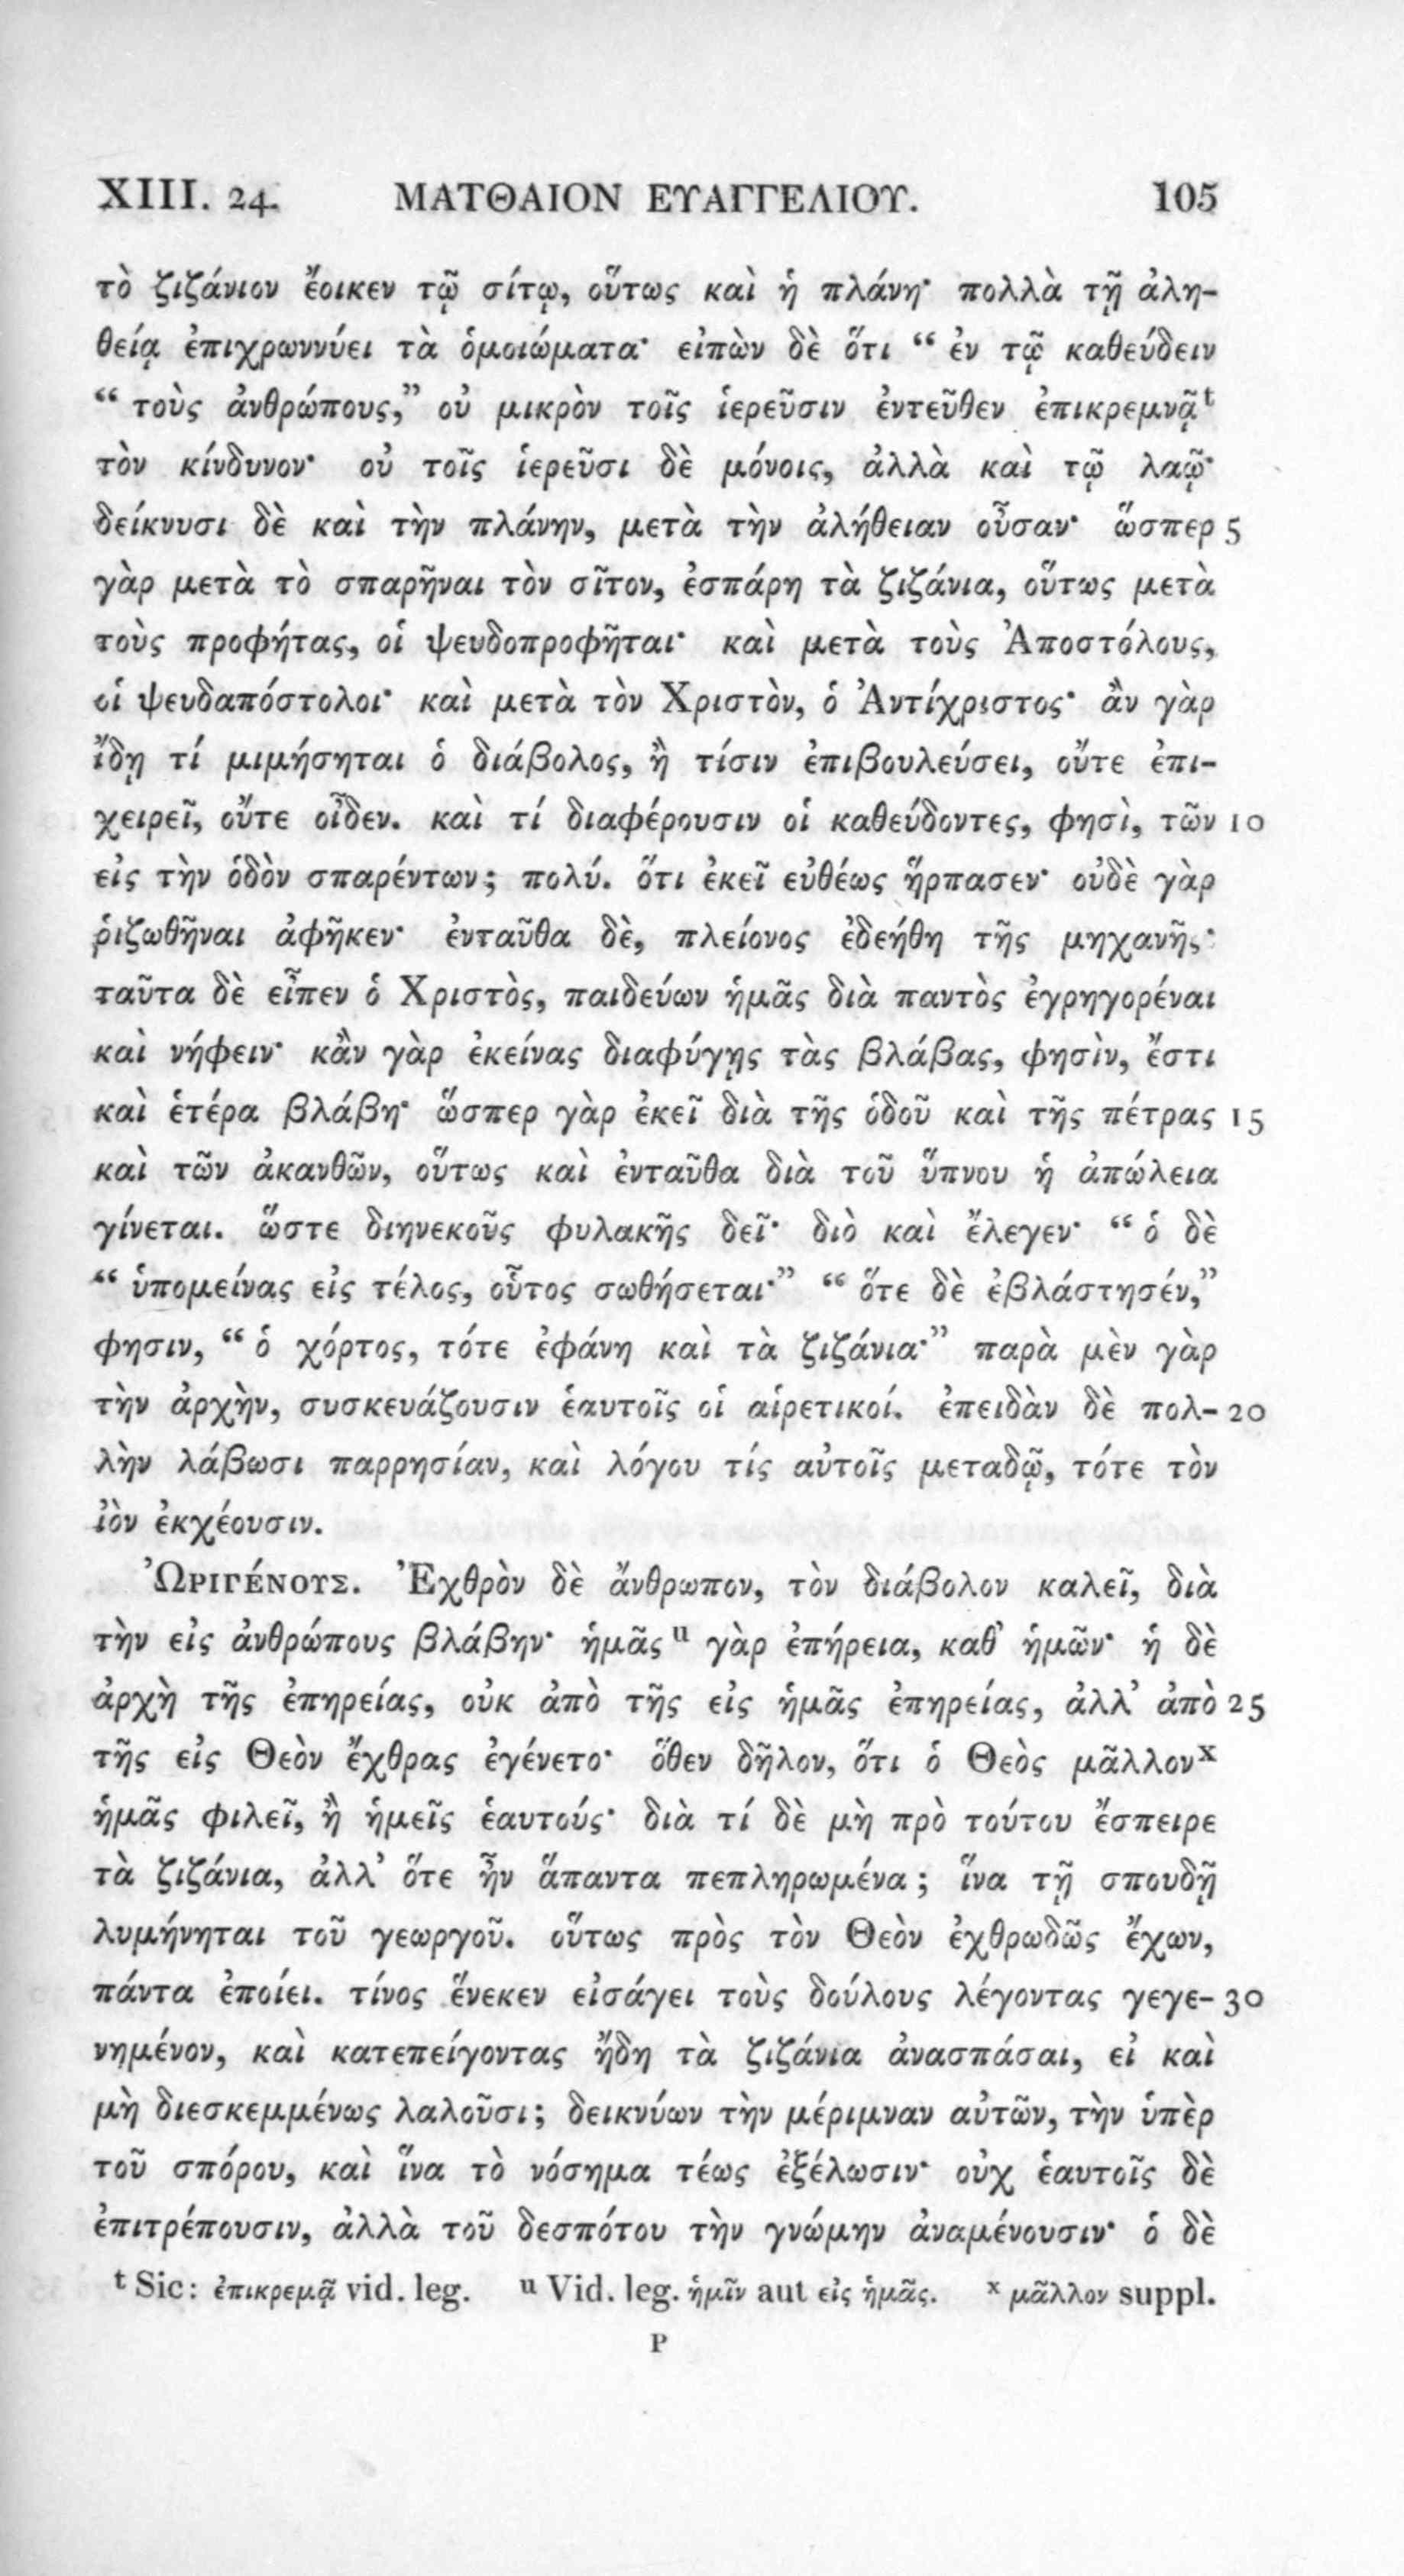 XIII. 24. ΜΑΤΘΑΙΟΝ ΕΥΑΓΓΕΛΙΟΥ. 105
τὸ ζιζάνιον ἔοικεν τῷ σίτῳ, οὕτως καὶ ἡ πλάνη· πολλὰ τῇ ἀλη-
θείᾳ ἐπιχρωννύει τὰ ὁμοιώματα· εἰπὼν δὲ ὅτι “ ἐν τῷ καθεύδειν
“ τοὺς ἀνθρώπους,” οὐ μικρὸν τοῖς ἱερεῦσιν ἐντεῦθεν ἐπικρεμνᾷ t
τὸν κίνδυνον· οὐ τοῖς ἱερεῦσι δὲ μόνοις, ἀλλὰ καὶ τῷ λαῷ·
δείκνυσι δὲ καὶ τὴν πλάνην, μετὰ τὴν ἀλήθειαν οὖσαν· ὥσπερ 5
γὰρ μετὰ τὸ σπαρῆναι τὸν σῖτον, ἐσπάρη τὰ ζιζάνια, οὕτως μετὰ
τοὺς προφήτας, οἱ ψευδοπροφῆται· καὶ μετὰ τοὺς Ἀποστόλους,
οἱ ψευδαπόστολοι· καὶ μετὰ τὸν Χριστὸν, ὁ Ἀντίχριστος· ἂν γὰρ
ἴδῃ τί μιμήσηται ὁ διάβολος, ἢ τίσιν ἐπιβουλεύσει, οὔτε ἐπι-
χειρεῖ, οὔτε οἶδεν. καὶ τί διαφέρουσιν οἱ καθεύδοντες, φησὶ, τῶν 10
εἰς τὴν ὁδὸν σπαρέντων; πολύ. ὅτι ἐκεῖ εὐθέως ἥρπασεν· οὐδὲ γὰρ
ῥιζωθῆναι ἀφῆκεν· ἐνταῦθα δὲ, πλείονος ἐδεήθη τῆς μηχανῆς·
ταῦτα δὲ εἶπεν ὁ Χριστὸς, παιδεύων ἡμᾶς διὰ παντὸς ἐγρηγορέναι
καὶ νήφειν· κἂν γὰρ ἐκείνας διαφύγῃς τὰς βλάβας, φησὶν, ἔστι
καὶ ἑτέρα βλάβη· ὥσπερ γὰρ ἐκεῖ διὰ τῆς ὁδοῦ καὶ τῆς πέτρας 15
καὶ τῶν ἀκανθῶν, οὕτως καὶ ἐνταῦθα διὰ τοῦ ὕπνου ἡ ἀπώλεια
γίνεται. ὥστε διηνεκοῦς φυλακῆς δεῖ· διὸ καὶ ἔλεγεν· “ ὁ δὲ
“ ὑπομείνας εἰς τέλος, οὗτος σωθήσεται·” “ ὅτε δὲ ἐβλάστησέν,”
φησιν, “ ὁ χόρτος, τότε ἐφάνη καὶ τὰ ζιζάνια·” παρὰ μὲν γὰρ
τὴν ἀρχὴν, συσκευάζουσιν ἑαυτοῖς οἱ αἱρετικοί. ἐπειδὰν δὲ πολ- 20
λὴν λάβωσι παρρησίαν, καὶ λόγου τίς αὐτοῖς μεταδῷ, τότε τὸν
ἰὸν ἐκχέουσιν.
ὨΡΙΓΈΝΟΥΣ. Ἐχθρὸν δὲ ἄνθρωπον, τὸν διάβολον καλεῖ, διὰ
τὴν εἰς ἀνθρώπους βλάβην· ἡμᾶς u γὰρ ἐπήρεια, καθ’ ἡμῶν· ἡ δὲ
ἀρχὴ τῆς ἐπηρείας, οὐκ ἀπὸ τῆς εἰς ἡμᾶς ἐπηρείας, ἀλλ’ ἀπὸ 25
τῆς εἰς Θεὸν ἔχθρας ἐγένετο· ὅθεν δῆλον, ὅτι ὁ Θεὸς μᾶλλον x
ἡμᾶς φιλεῖ, ἢ ἡμεῖς ἑαυτούς· διὰ τί δὲ μὴ πρὸ τούτου ἔσπειρε
τὰ ζιζάνια, ἀλλ’ ὅτε ἦν ἅπαντα πεπληρωμένα; ἵνα τῇ σπουδῇ
λυμήνηται τοῦ γεωργοῦ. οὕτως πρὸς τὸν Θεὸν ἐχθρωδῶς ἔχων,
πάντα ἐποίει. τίνος ἕνεκεν εἰσάγει τοὺς δούλους λέγοντας γεγε- 30
νημένον, καὶ κατεπείγοντας ἤδη τὰ ζιζάνια ἀνασπάσαι, εἰ καὶ
μὴ διεσκεμμένως λαλοῦσι; δεικνύων τὴν μέριμναν αὐτῶν, τὴν ὑπὲρ
τοῦ σπόρου, καὶ ἵνα τὸ νόσημα τέως ἐξέλωσιν· οὐχ ἑαυτοῖς δὲ
ἐπιτρέπουσιν, ἀλλὰ τοῦ δεσπότου τὴν γνώμην ἀναμένουσιν· ὁ δὲ
t Sic: ἐπικρεμᾷ vid. leg. u Vid. leg. ἡμῖν aut εἰς ἡμᾶς. x μᾶλλον suppl.
P